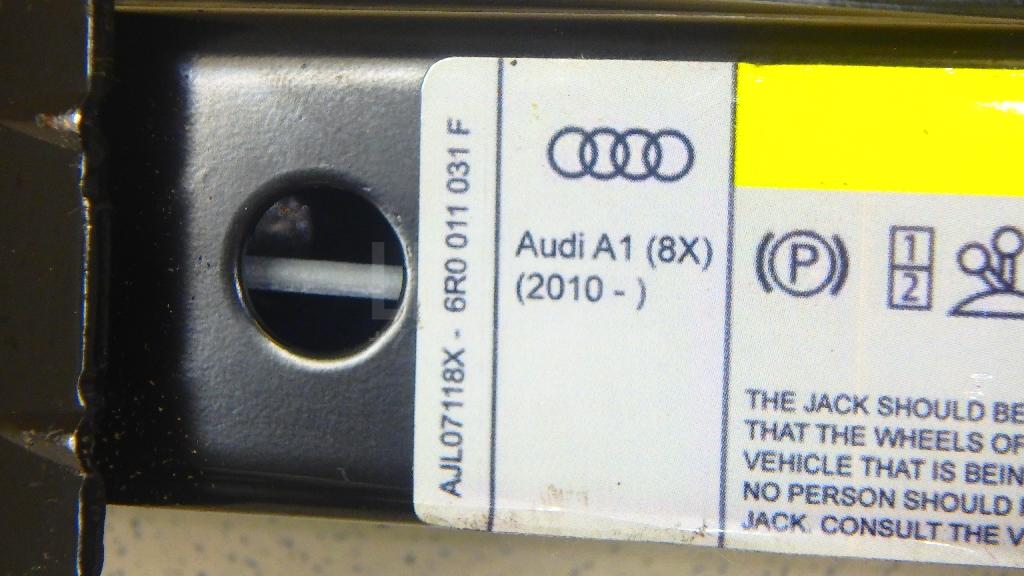 AJL07118X - 6R0 011 031 F
Audi A1 (8X)
(2010 - )
(P)
1
2
THE JACK SHOULD BE
THAT THE WHEELS OF
VEHICLE THAT IS BEIN
NO PERSON SHOULD
JACK. CONSULT THE V